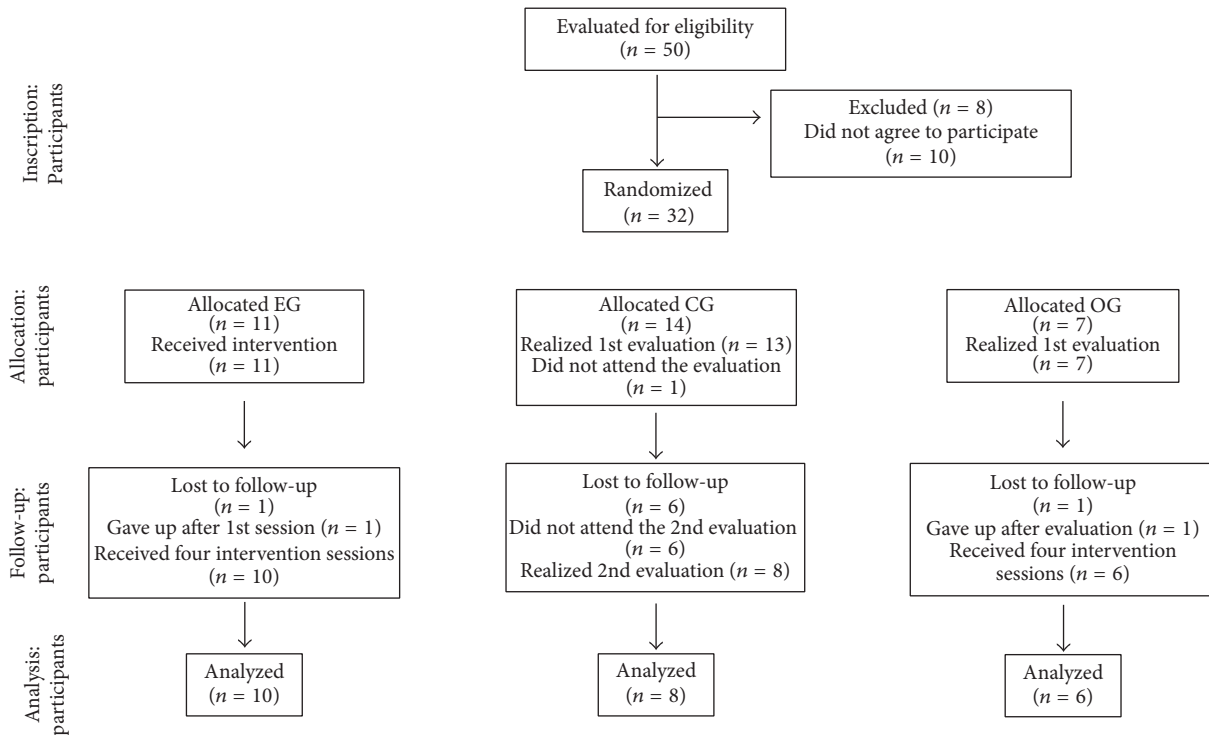 Inscription:
Participants
Evaluated for eligibility
(n = 50)
Excluded (n = 8)
Did not agree to participate
(n = 10)
Randomized
(n = 32)
Allocation:
participants
Allocated EG
(n = 11)
Received intervention
(n = 11)
Allocated CG
(n = 14)
Realized 1st evaluation (n = 13)
Did not attend the evaluation
(n = 1)
Allocated OG
(n = 7)
Realized 1st evaluation
(n = 7)
Follow-up:
participants
Lost to follow-up
(n = 1)
Gave up after 1st session (n = 1)
Received four intervention sessions
(n = 10)
Lost to follow-up
(n = 6)
Did not attend the 2nd evaluation
(n = 6)
Realized 2nd evaluation (n = 8)
Lost to follow-up
(n = 1)
Gave up after evaluation (n = 1)
Received four intervention
sessions (n = 6)
Analysis:
participants
Analyzed
(n = 10)
Analyzed
(n = 8)
Analyzed
(n = 6)